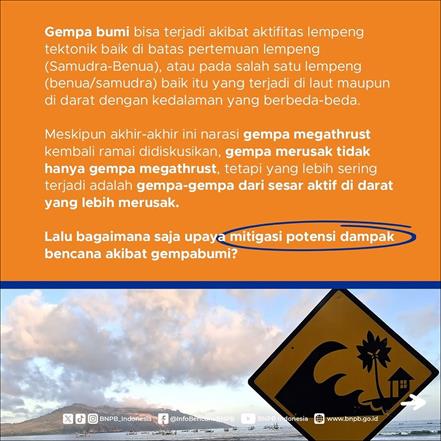 Gempa bumi bisa terjadi akibat aktifitas lempeng
tektonik baik di batas pertemuan lempeng
(Samudra-Benua), atau pada salah satu lempeng
(benua/samudra) baik itu yang terjadi di laut maupun
di darat dengan kedalaman yang berbeda-beda.
Meskipun akhir-akhir ini narasi gempa megathrust
kembali ramai didiskusikan, gempa merusak tidak
hanya gempa megathrust, tetapi yang lebih sering
terjadi adalah gempa-gempa dari sesar aktif di darat
yang lebih merusak.
Lalu bagaimana saja upaya mitigasi potensi dampak
bencana akibat gempabumi?
BNPB_Indonesia @InfoBencanaBNPB BNPB Indonesia www.bnpb.go.id